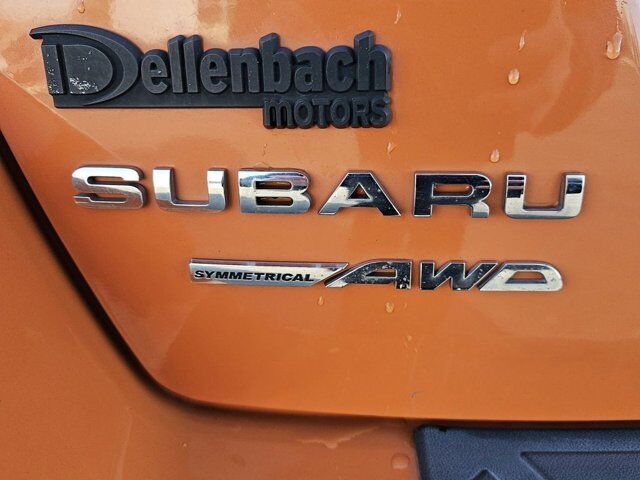 Dellenbach
MOTORS
SUBARU
SYMMETRICAL AWD